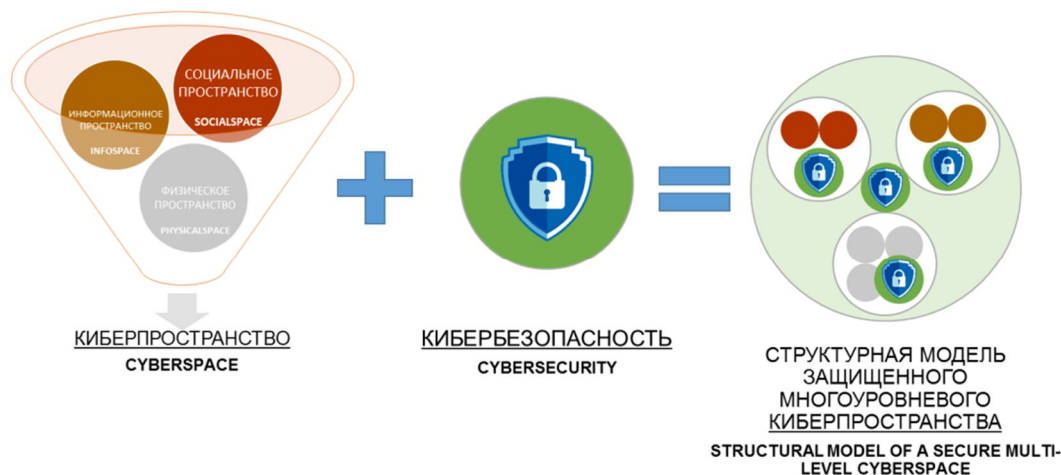 СОЦИАЛЬНОЕ
ПРОСТРАНСТВО
SOCIALSPACE
ИНФОРМАЦИОННОЕ
ПРОСТРАНСТВО
INFOSPACE
ФИЗИЧЕСКОЕ
ПРОСТРАНСТВО
PHYSICALSPACE
КИБЕРПРОСТРАНСТВО
CYBERSPACE
КИБЕРБЕЗОПАСНОСТЬ
CYBERSECURITY
СТРУКТУРНАЯ МОДЕЛЬ
ЗАЩИЩЕННОГО
МНОГОУРОВНЕВОГО
КИБЕРПРОСТРАНСТВА
STRUCTURAL MODEL OF A SECURE MULTI-
LEVEL CYBERSPACE